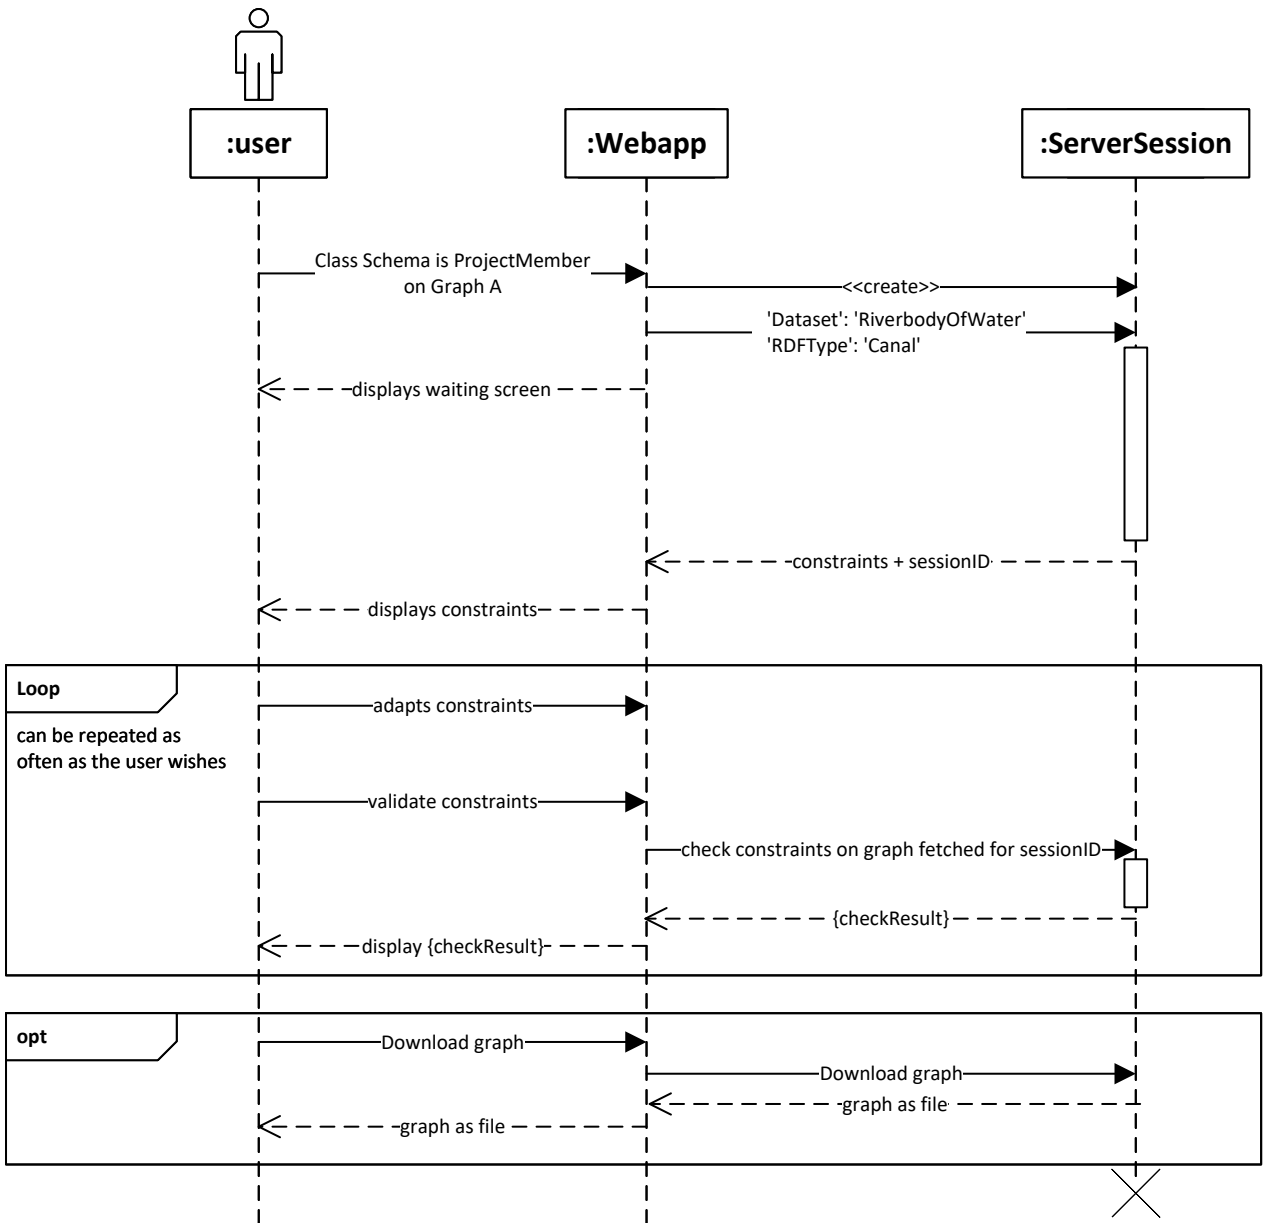 :user
:Webapp
:ServerSession
Class Schema is ProjectMember
on Graph A
<<create>>
'Dataset': 'RiverbodyOfWater'
'RDFType': 'Canal'
displays waiting screen
constraints + sessionID
displays constraints
Loop
can be repeated as
often as the user wishes
adapts constraints
validate constraints
check constraints on graph fetched for sessionID
{checkResult}
display {checkResult}
opt
Download graph
Download graph
graph as file
graph as file